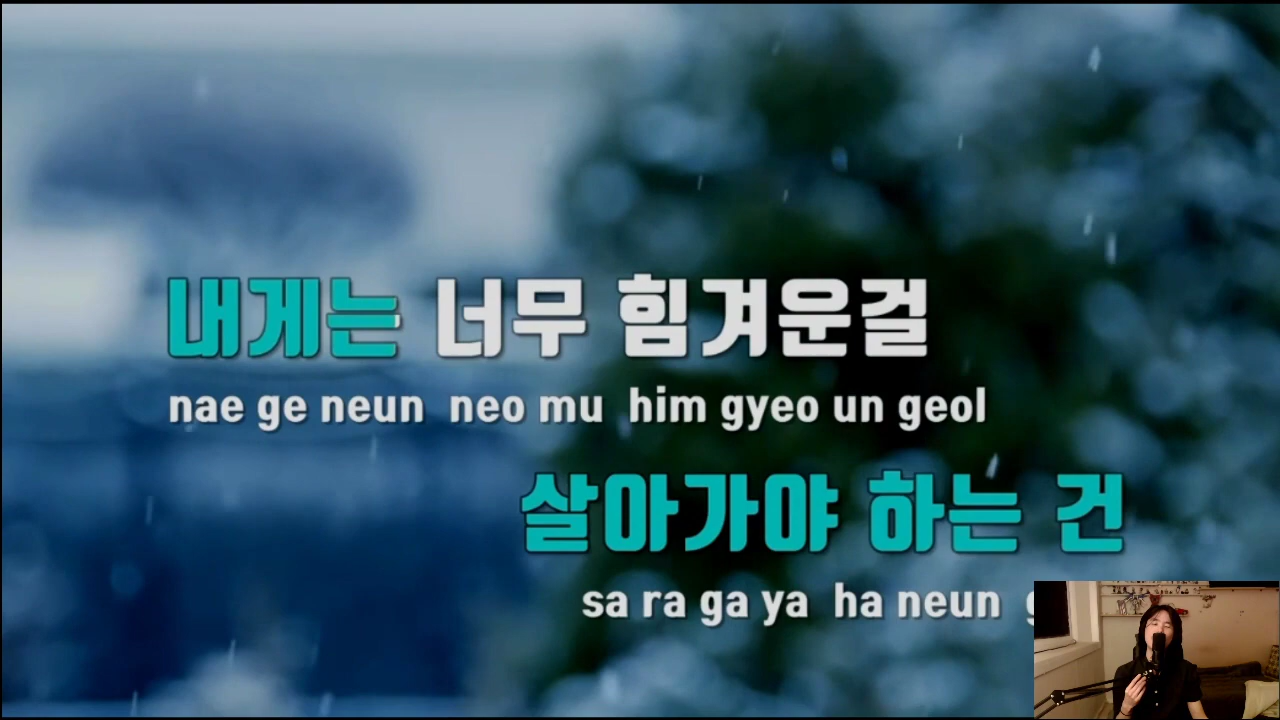 내게는 너무 힘겨운걸
nae ge neun neo mu him gyeo un geol
살아가야 하는 건
sa ra ga ya ha neun